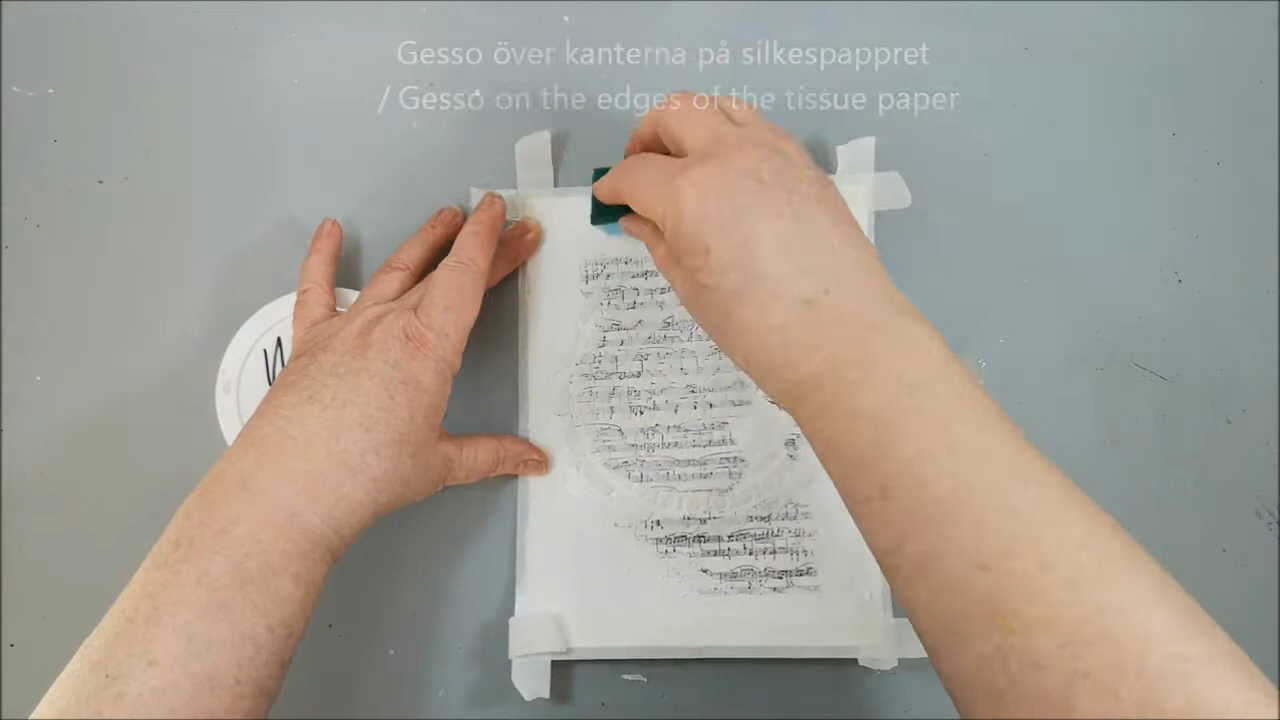 Gesso över kanterna på silkespappret
/ Gesso on the edges of the tissue paper